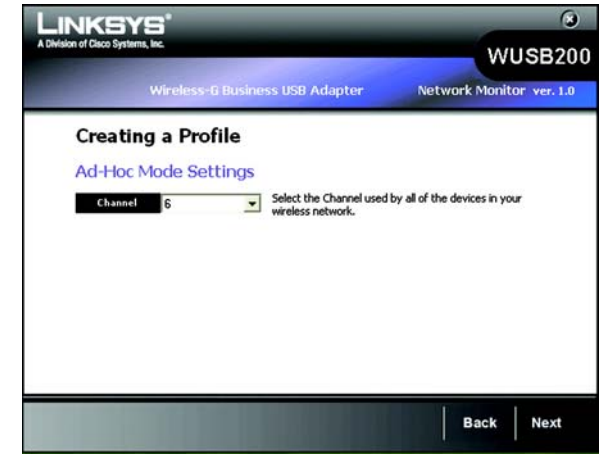 LINKSYS®
A Division of Cisco Systems, Inc.
WUSB200
Wireless-G Business USB Adapter
Network Monitor ver. 1.0
Creating a Profile
Ad-Hoc Mode Settings
Channel
6
Select the Channel used by all of the devices in your
wireless network.
Back
Next